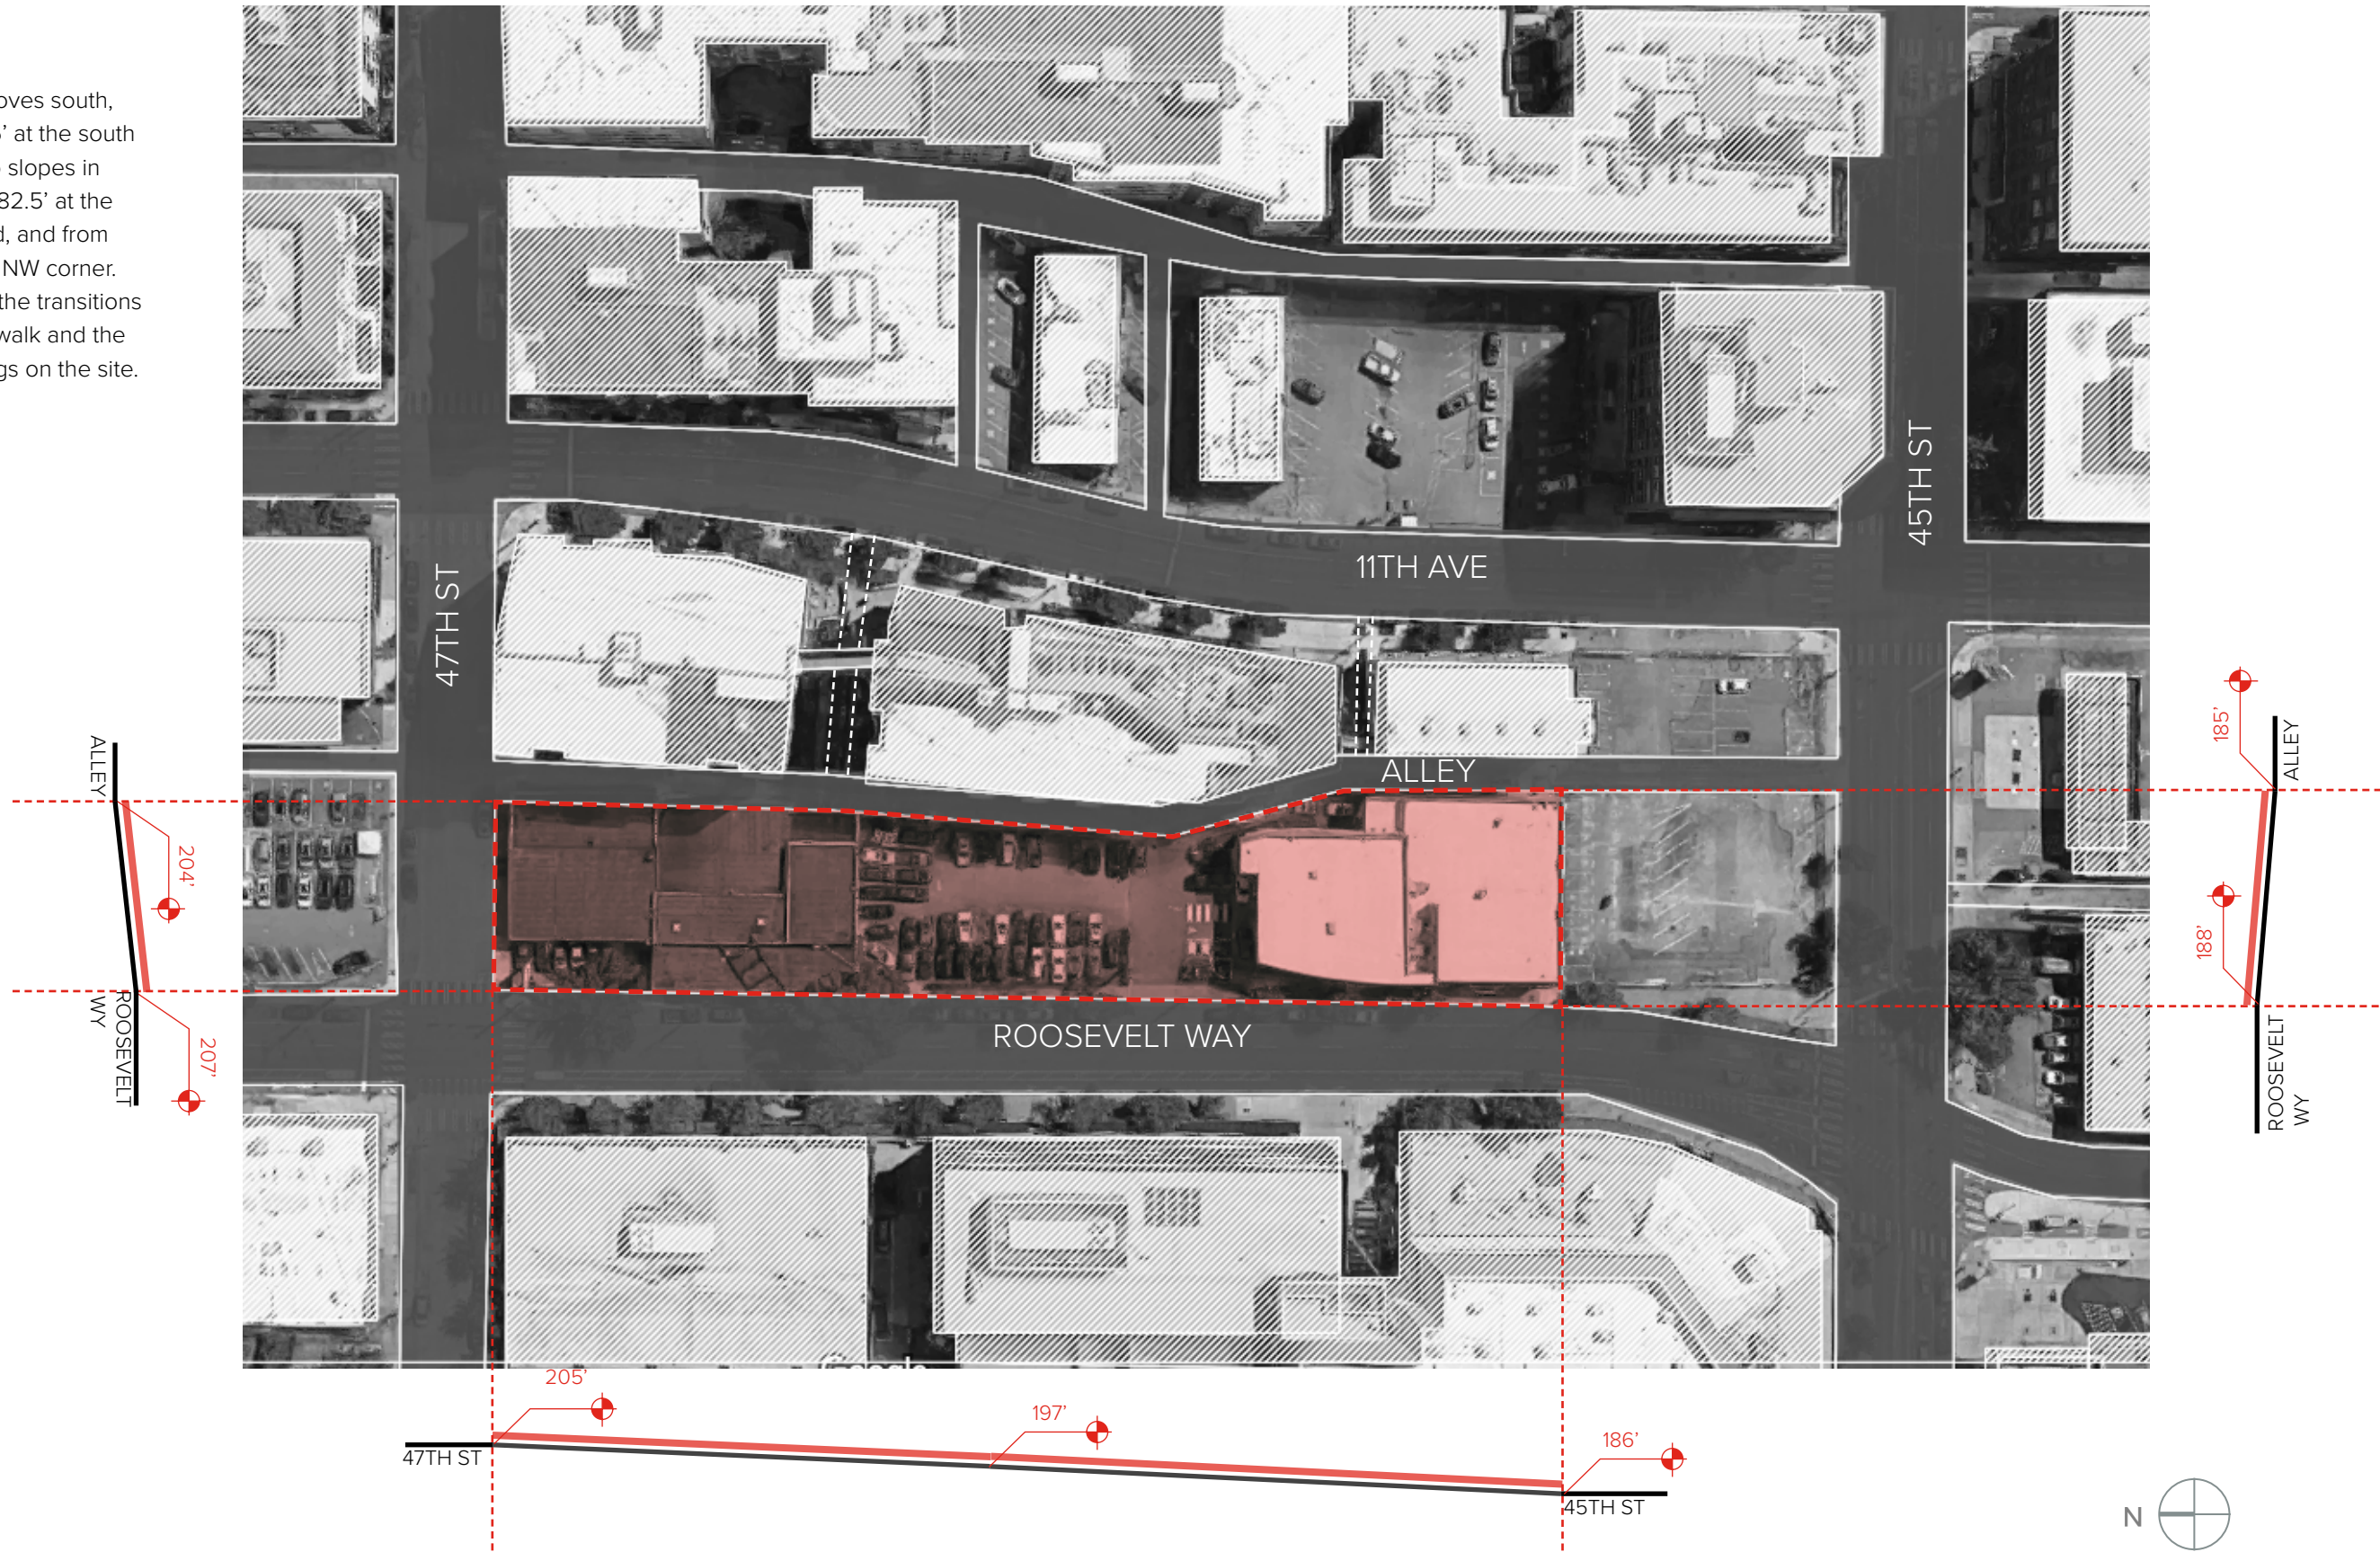 oves south,
’ at the south
slopes in
82.5’ at the
d, and from
NW corner.
the transitions
walk and the
gs on the site.
47TH ST
45TH ST
11TH AVE
ALLEY
ROOSEVELT WAY
ALLEY
204’
ROOSEVELT
WY
207’
185’
ALLEY
188’
ROOSEVELT
WY
205’
197’
186’
47TH ST
45TH ST
N